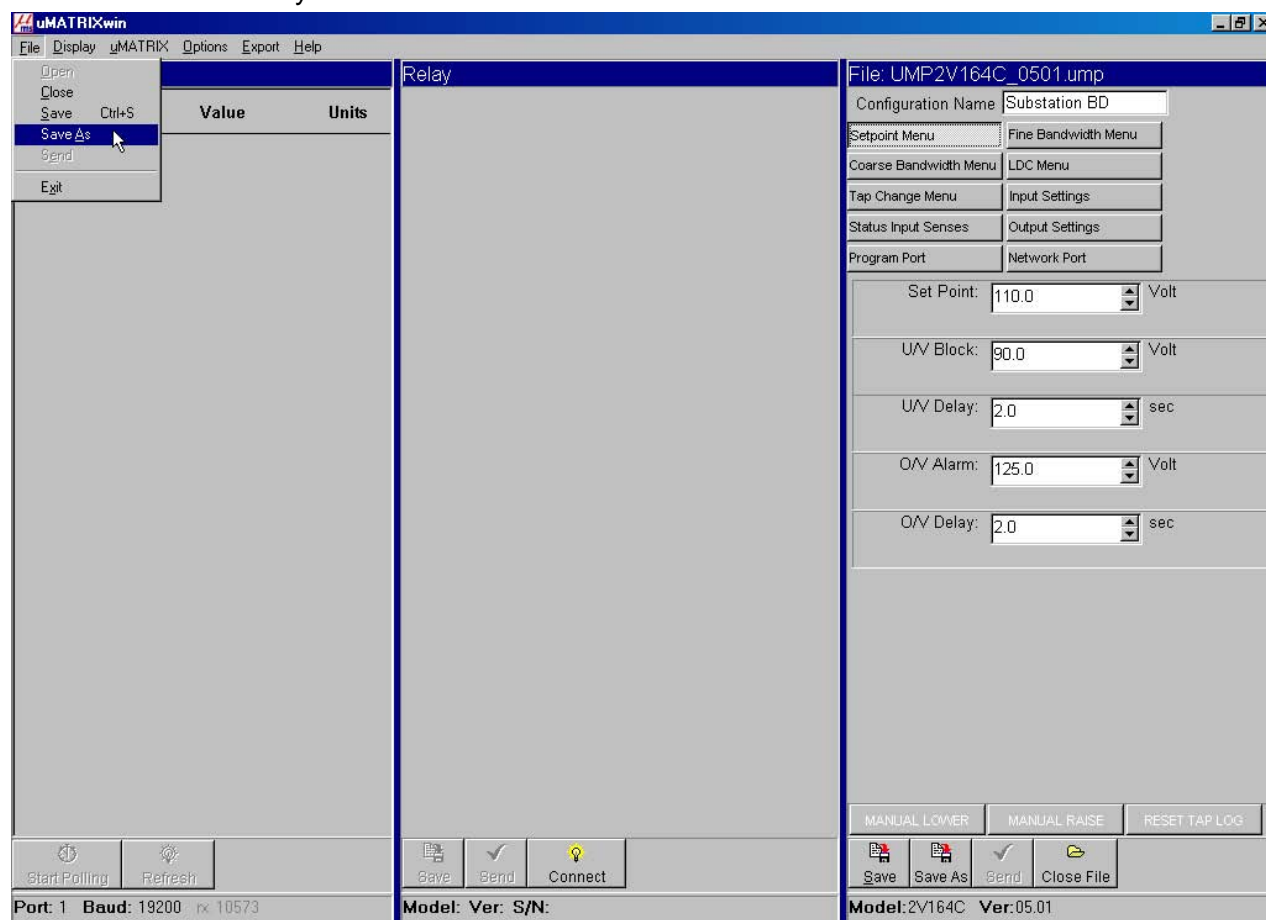 uMATRIXwin
File Display uMATRIX Options Export Help
Open
Close
Save Ctrl+S
Save As
Send
Exit
Value Units
Relay
File: UMP2V164C_0501.ump
Configuration Name Substation BD
Setpoint Menu Fine Bandwidth Menu
Coarse Bandwidth Menu LDC Menu
Tap Change Menu Input Settings
Status Input Senses Output Settings
Program Port Network Port
Set Point: 110.0 Volt
U/V Block: 90.0 Volt
U/V Delay: 2.0 sec
O/V Alarm: 125.0 Volt
O/V Delay: 2.0 sec
MANUAL LOWER MANUAL RAISE RESET TAP LOG
Start Polling Refresh
Save Send Connect
Save Save As Send Close File
Port: 1 Baud: 19200 rx 10573
Model: Ver: S/N:
Model:2V164C Ver:05.01